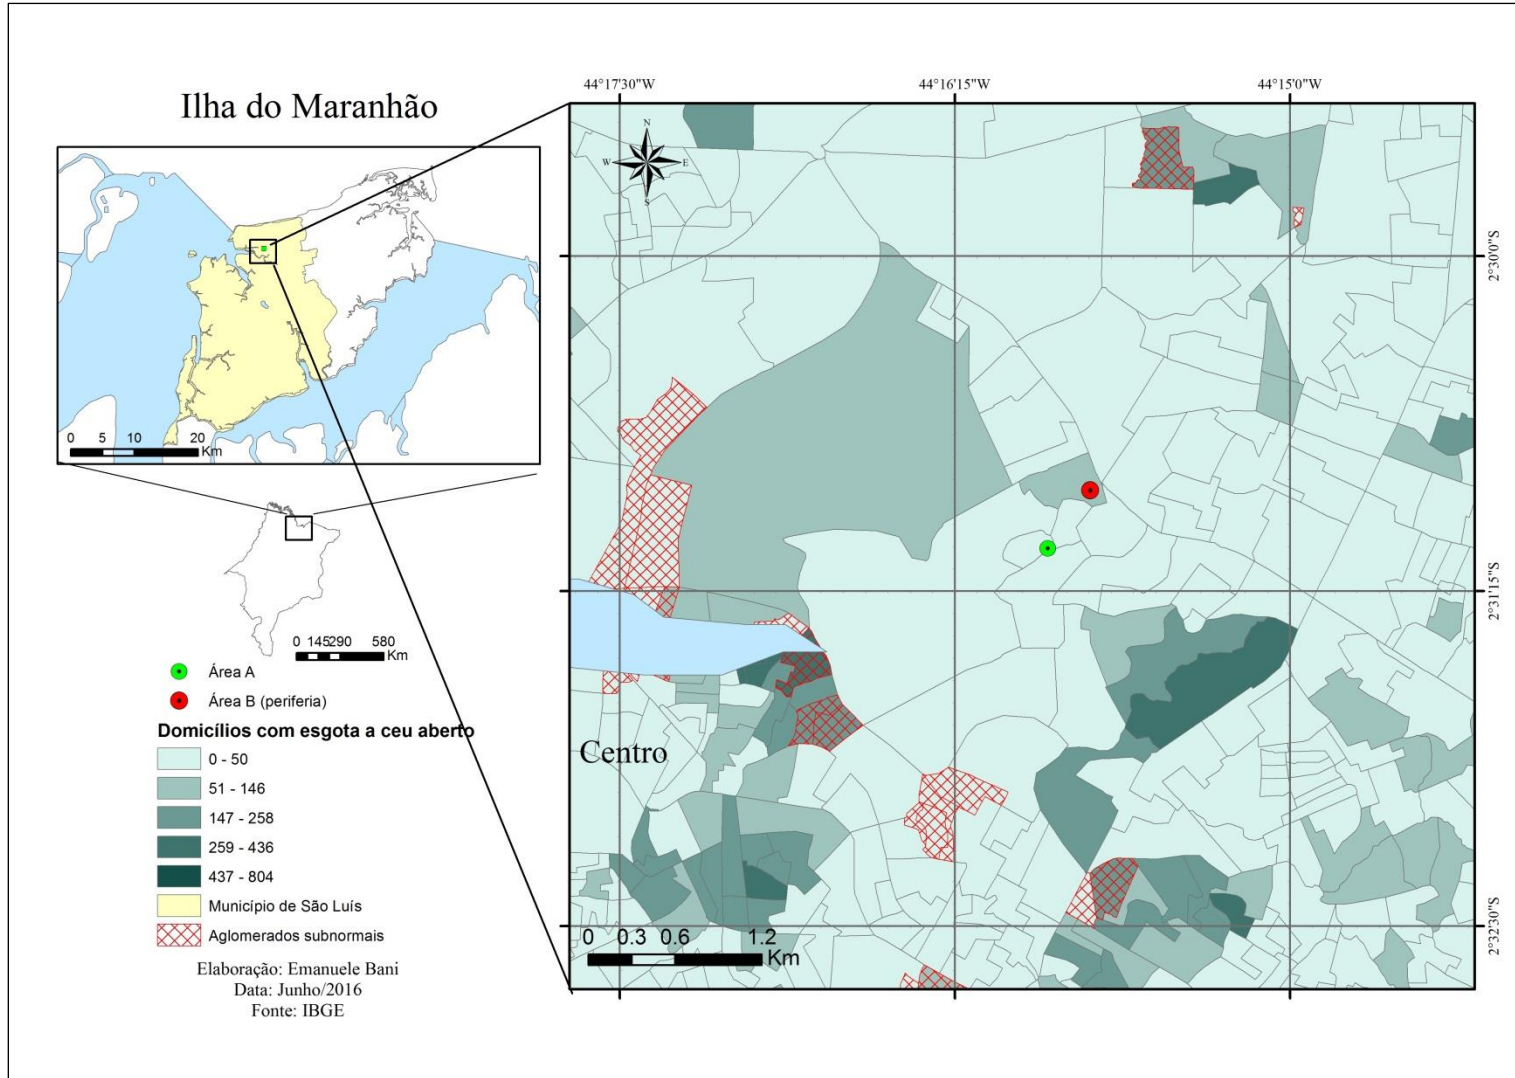 Ilha do Maranhão
0 5 10 20
Km
0 145290 580
Km
Área A
Área B (periferia)
Domicílios com esgota a ceu aberto
0 - 50
51 - 146
147 - 258
259 - 436
437 - 804
Município de São Luís
Aglomerados subnormais
Elaboração: Emanuele Bani
Data: Junho/2016
Fonte: IBGE
44°17'30"W 44°16'15"W 44°15'0"W
N
W E
S
2°30'0"S
2°31'15"S
Centro
2°32'30"S
0 0.3 0.6 1.2
Km